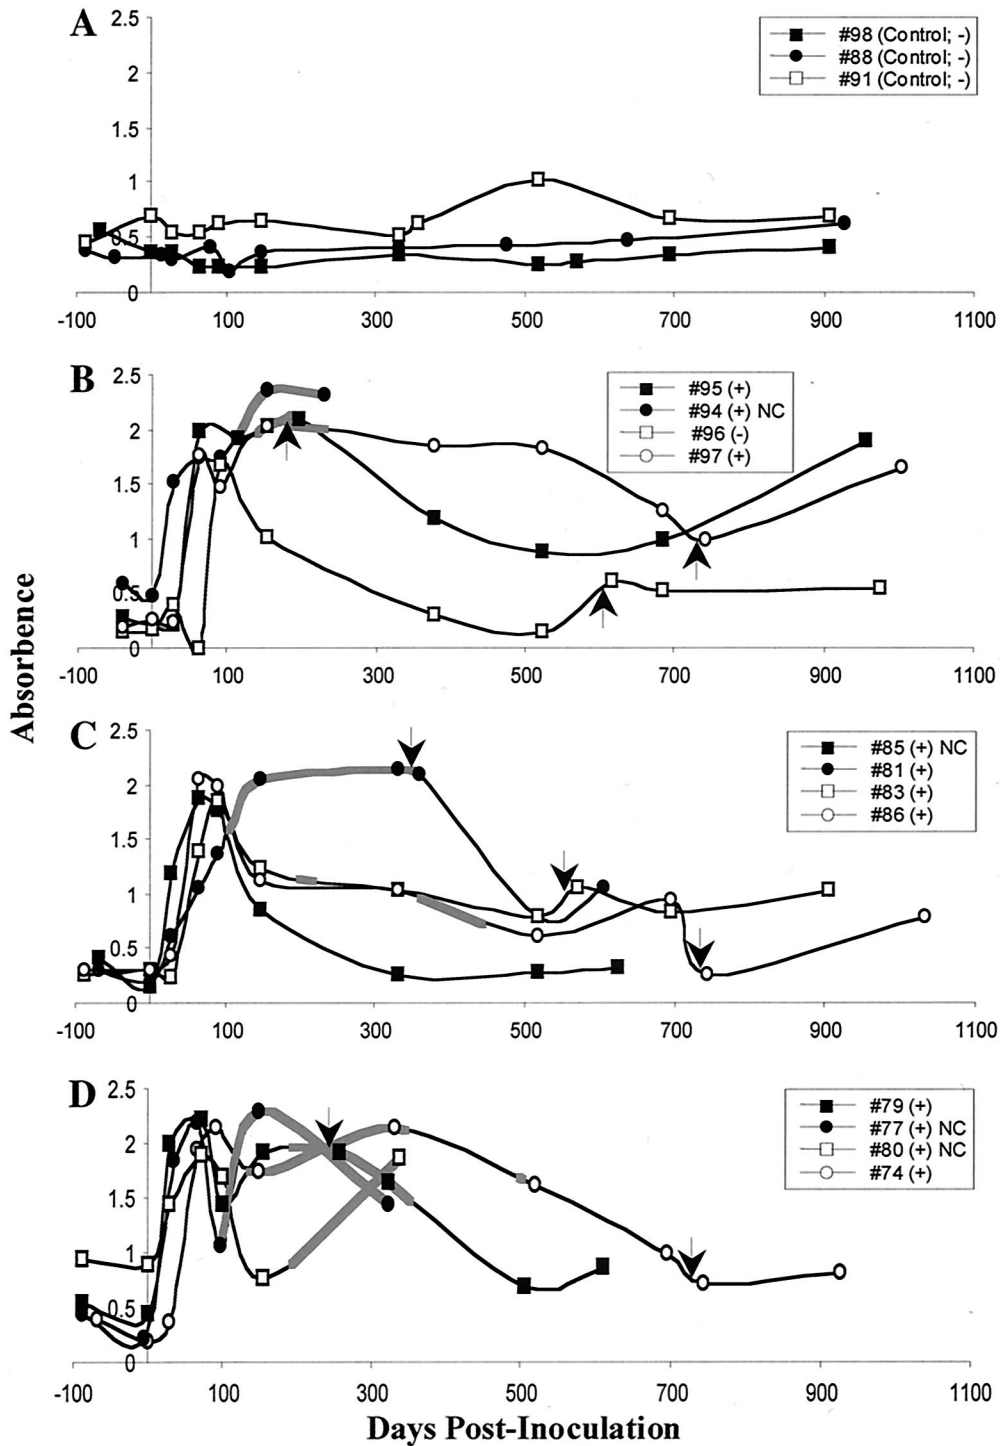 A
2.5
2
1.5
1
0.5
0
-100 100 300 500 700 900 1100
#98 (Control; -)
#88 (Control; -)
#91 (Control; -)
B
2.5
2
1.5
1
0.5
0
-100 100 300 500 700 900 1100
#95 (+)
#94 (+) NC
#96 (-)
#97 (+)
C
2.5
2
1.5
1
0.5
0
-100 100 300 500 700 900 1100
#85 (+) NC
#81 (+)
#83 (+)
#86 (+)
D
2.5
2
1.5
1
0.5
0
-100 100 300 500 700 900 1100
#79 (+)
#77 (+) NC
#80 (+) NC
#74 (+)
Absorbence
Days Post-Inoculation